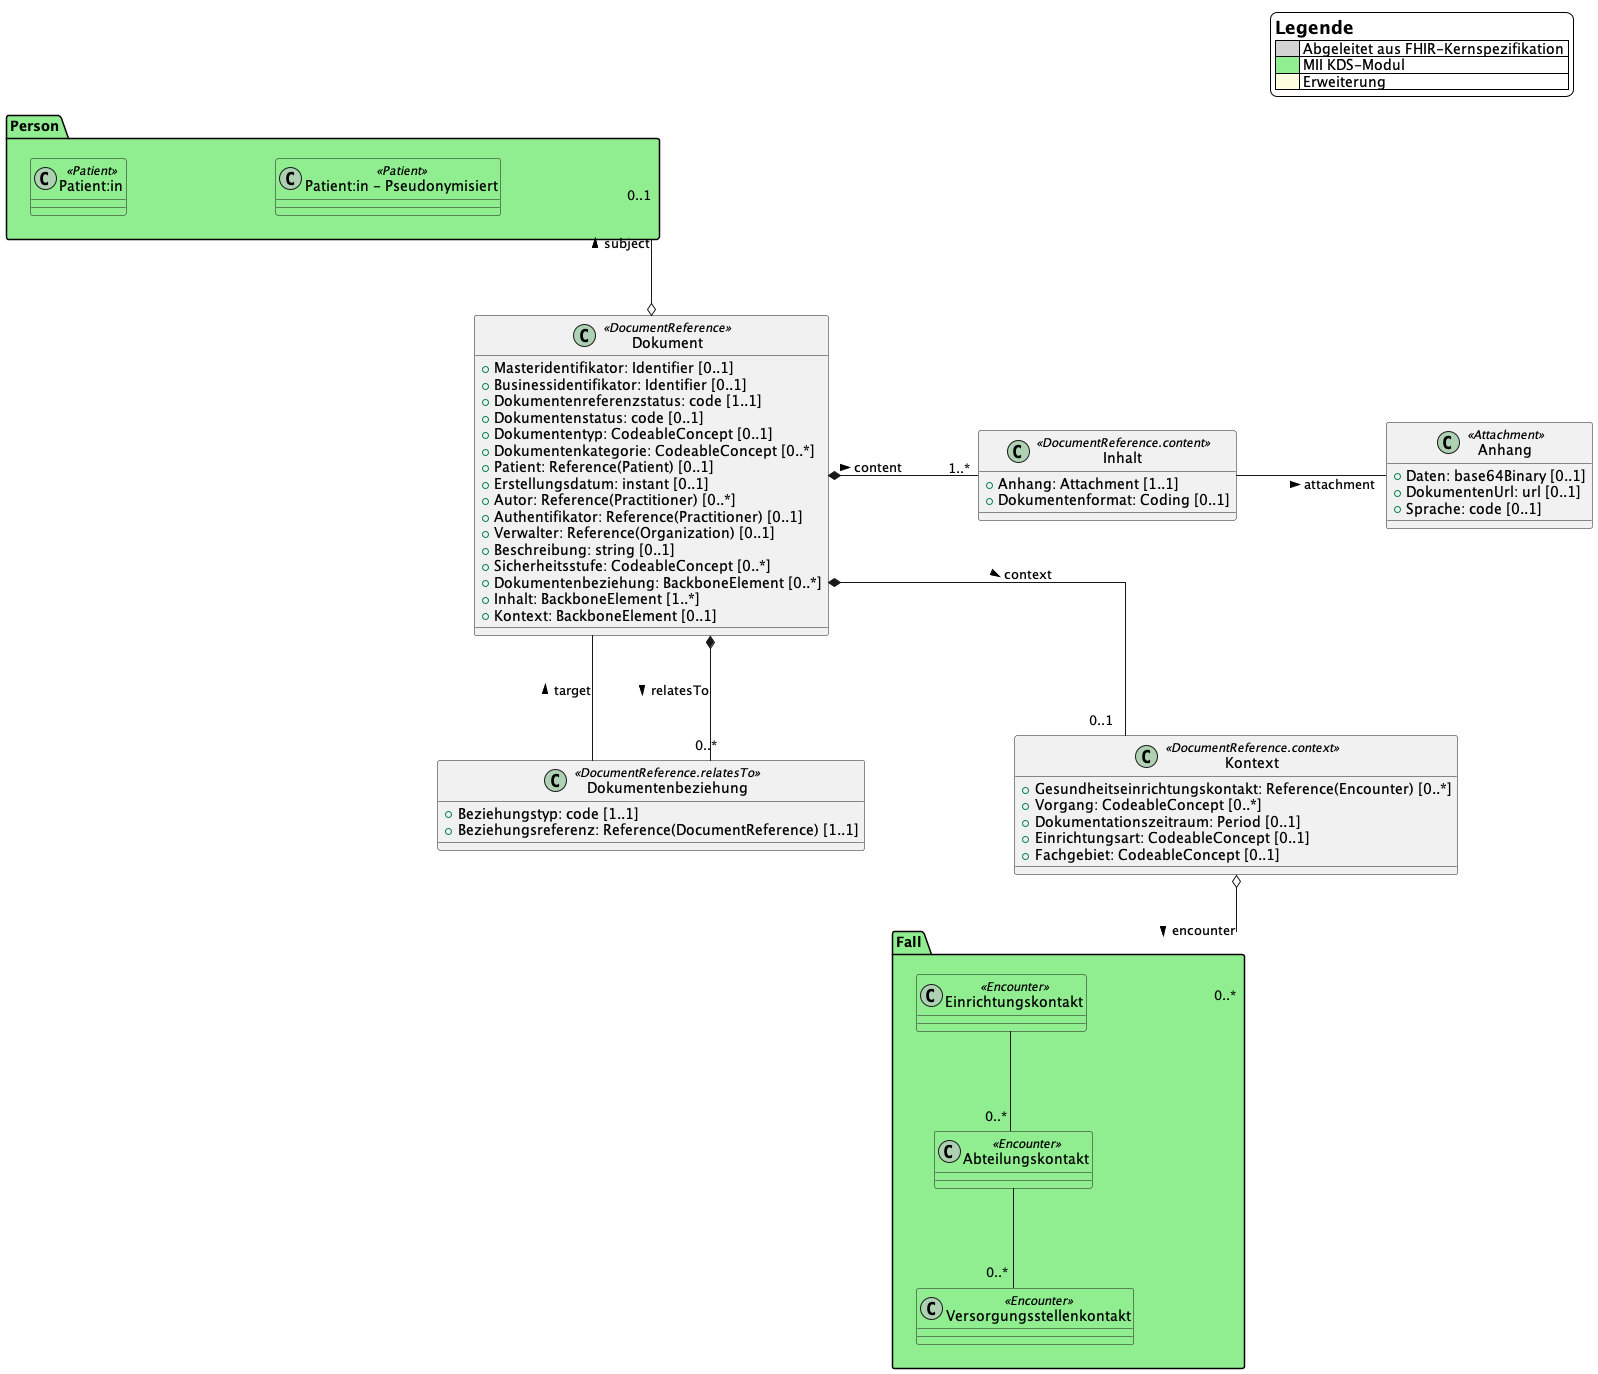 Legende
Abgeleitet aus FHIR-Kernspezifikation
MII KDS-Modul
Erweiterung
Person
C «Patient»
Patient:in
C «Patient»
Patient:in - Pseudonymisiert
0..1
subject
C «DocumentReference»
Dokument
Masteridentifikator: Identifier [0..1]
Businessidentifikator: Identifier [0..1]
Dokumentenreferenzstatus: code [1..1]
Dokumentenstatus: code [0..1]
Dokumententyp: CodeableConcept [0..1]
Dokumentenkategorie: CodeableConcept [0..*]
Patient: Reference(Patient) [0..1]
Erstellungsdatum: instant [0..1]
Autor: Reference(Practitioner) [0..*]
Authentifikator: Reference(Practitioner) [0..1]
Verwalter: Reference(Organization) [0..1]
Beschreibung: string [0..1]
Sicherheitsstufe: CodeableConcept [0..*]
Dokumentenbeziehung: BackboneElement [0..*]
Inhalt: BackboneElement [1..*]
Kontext: BackboneElement [0..1]
content
1..*
C «DocumentReference.content»
Inhalt
Anhang: Attachment [1..1]
Dokumentenformat: Coding [0..1]
attachment
C «Attachment»
Anhang
Daten: base64Binary [0..1]
DokumentenUrl: url [0..1]
Sprache: code [0..1]
context
0..1
target
relatesTo
0..*
C «DocumentReference.relatesTo»
Dokumentenbeziehung
Beziehungstyp: code [1..1]
Beziehungsreferenz: Reference(DocumentReference) [1..1]
C «DocumentReference.context»
Kontext
Gesundheitseinrichtungskontakt: Reference(Encounter) [0..*]
Vorgang: CodeableConcept [0..*]
Dokumentationszeitraum: Period [0..1]
Einrichtungsart: CodeableConcept [0..1]
Fachgebiet: CodeableConcept [0..1]
encounter
Fall
0..*
C «Encounter»
Einrichtungskontakt
0..*
C «Encounter»
Abteilungskontakt
0..*
C «Encounter»
Versorgungsstellenkontakt